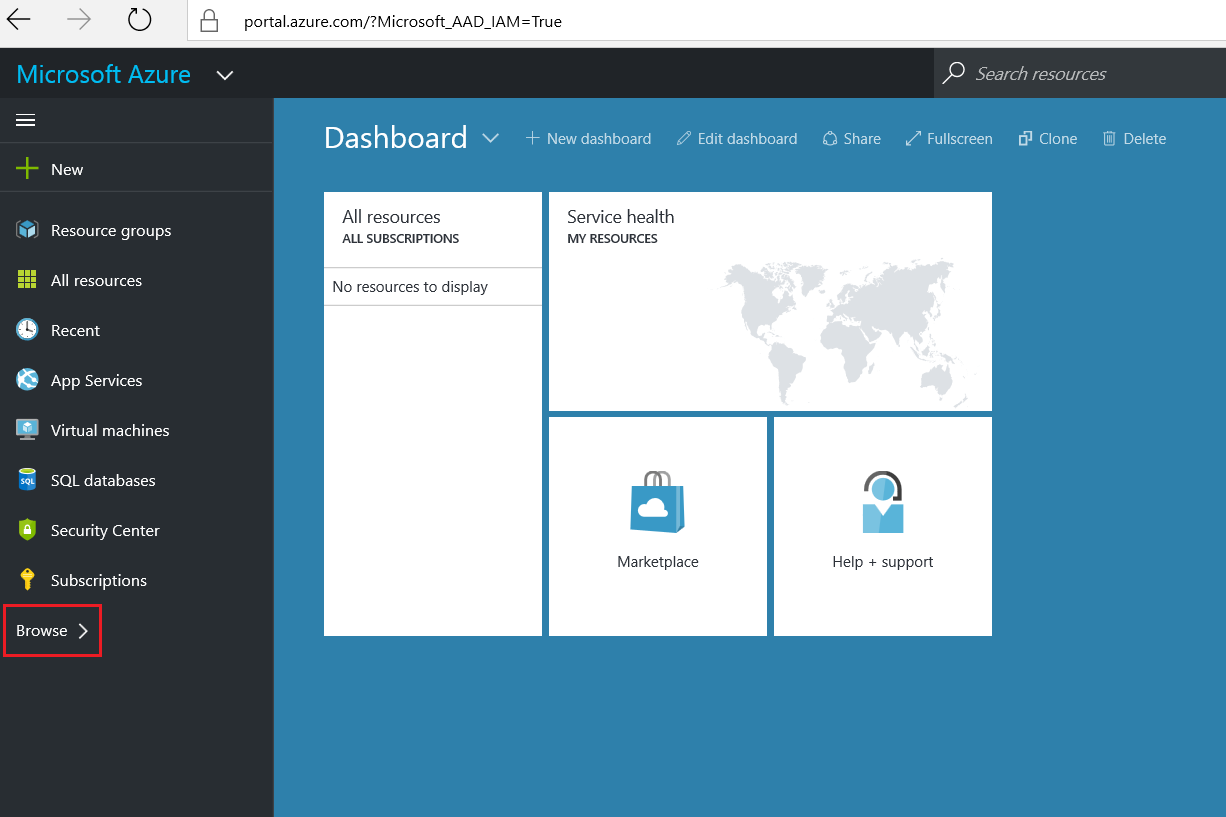 portal.azure.com/?Microsoft_AAD_IAM=True
Microsoft Azure
Search resources
New
Resource groups
All resources
Recent
App Services
Virtual machines
SQL
SQL databases
Security Center
Subscriptions
Browse
Dashboard
New dashboard
Edit dashboard
Share
Fullscreen
Clone
Delete
All resources
ALL SUBSCRIPTIONS
No resources to display
Service health
MY RESOURCES
Marketplace
Help + support